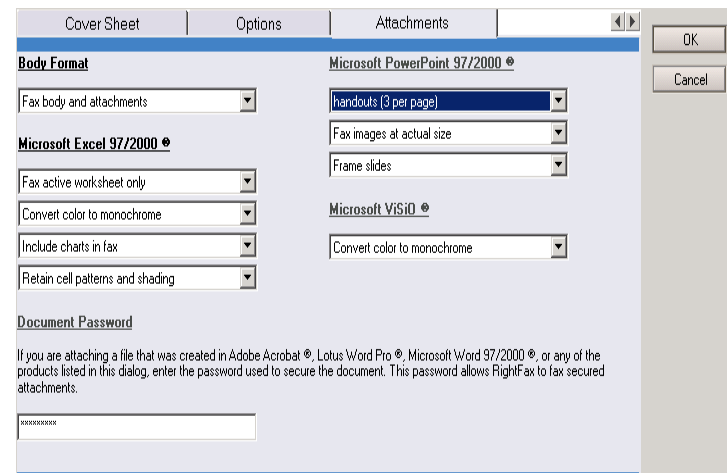 Cover Sheet
Options
Attachments
OK
Cancel
Body Format
Fax body and attachments
Microsoft Excel 97/2000 ®
Fax active worksheet only
Convert color to monochrome
Include charts in fax
Retain cell patterns and shading
Microsoft PowerPoint 97/2000 ®
handouts (3 per page)
Fax images at actual size
Frame slides
Microsoft ViSiO ®
Convert color to monochrome
Document Password
If you are attaching a file that was created in Adobe Acrobat ®, Lotus Word Pro ®, Microsoft Word 97/2000 ®, or any of the
products listed in this dialog, enter the password used to secure the document. This password allows RightFax to fax secured
attachments.
*********